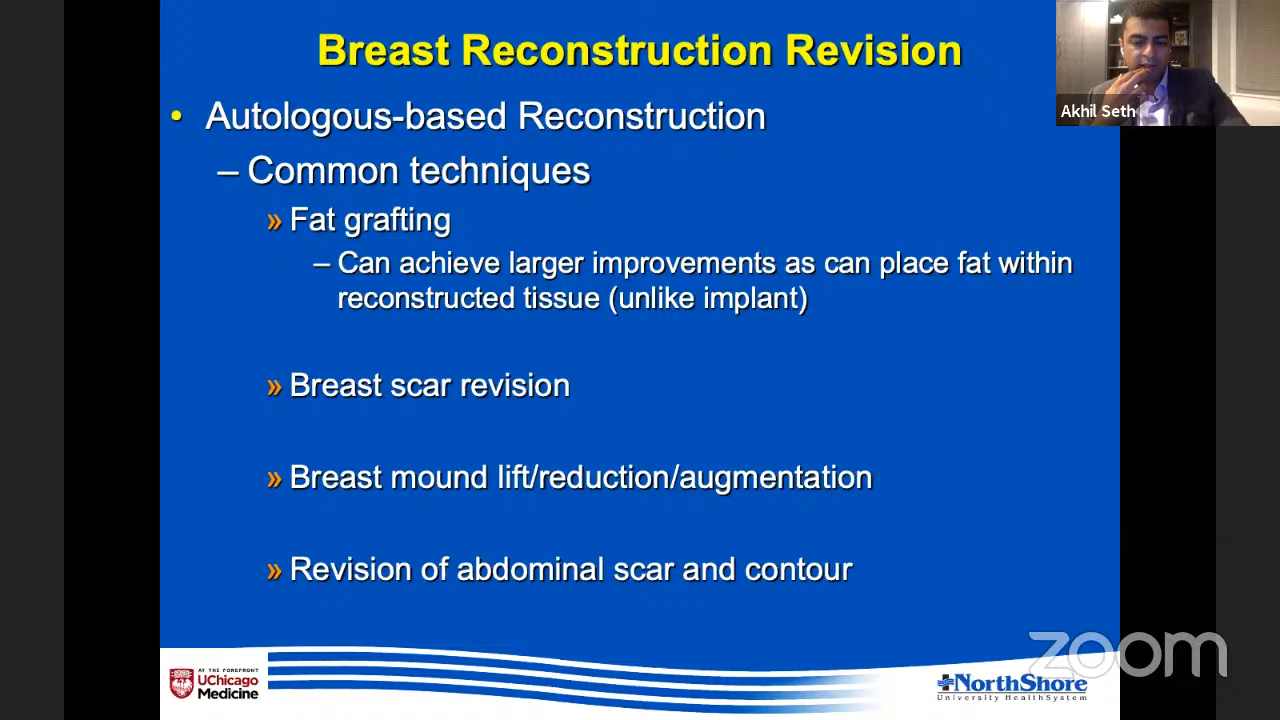 Breast Reconstruction Revision
• Autologous-based Reconstruction
– Common techniques
» Fat grafting
– Can achieve larger improvements as can place fat within
reconstructed tissue (unlike implant)
» Breast scar revision
» Breast mound lift/reduction/augmentation
» Revision of abdominal scar and contour
Akhil Seth
AT THE FOREFRONT
UChicago
Medicine
NorthShore
University HealthSystem
zoom